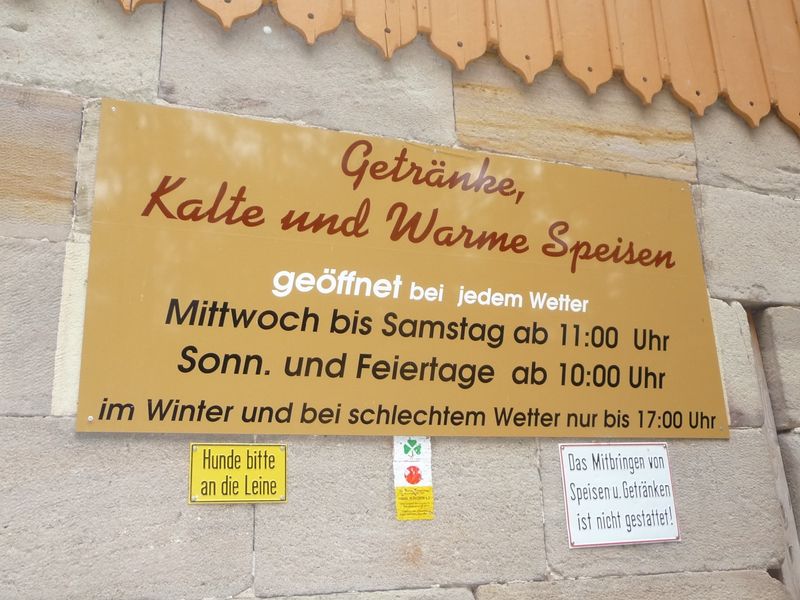 Getränke,
Kalte und Warme Speisen
geöffnet bei jedem Wetter
Mittwoch bis Samstag ab 11:00 Uhr
Sonn. und Feiertage ab 10:00 Uhr
im Winter und bei schlechtem Wetter nur bis 17:00 Uhr
Hunde bitte
an die Leine
Das Mitbringen von
Speisen u. Getränken
ist nicht gestattet!